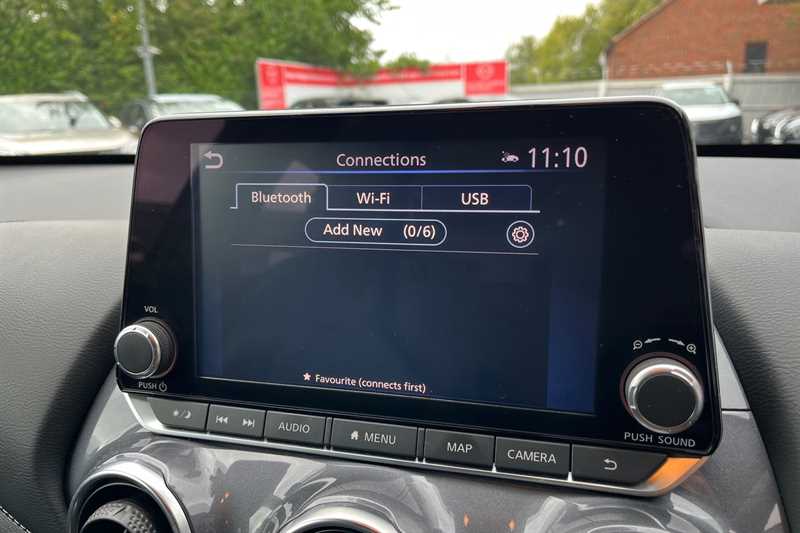 Connections
11:10
Bluetooth
Wi-Fi
USB
Add New (0/6)
★ Favourite (connects first)
VOL
PUSH
PUSH SOUND
AUDIO
MENU
MAP
CAMERA